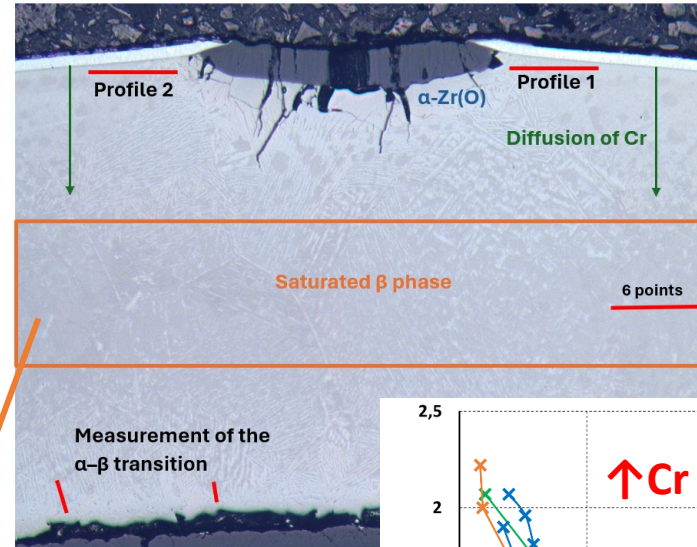 Profile 2
Profile 1
α-Zr(O)
Diffusion of Cr
Saturated β phase
6 points
Measurement of the
α–β transition
2,5
↑Cr
2